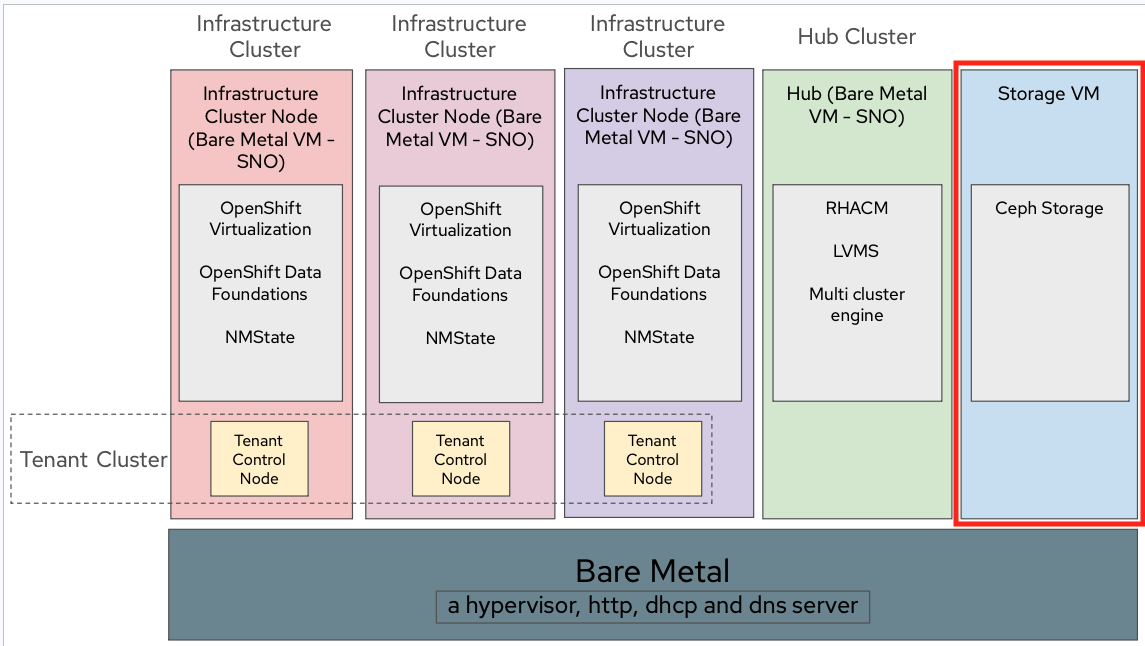 Infrastructure
Cluster
Infrastructure
Cluster
Infrastructure
Cluster
Hub Cluster
Infrastructure
Cluster Node
(Bare Metal VM -
SNO)
OpenShift
Virtualization
OpenShift Data
Foundations
NMState
Infrastructure
Cluster Node (Bare
Metal VM - SNO)
OpenShift
Virtualization
OpenShift Data
Foundations
NMState
Infrastructure
Cluster Node (Bare
Metal VM - SNO)
OpenShift
Virtualization
OpenShift Data
Foundations
NMState
Hub (Bare Metal
VM - SNO)
RHACM
LVMS
Multi cluster
engine
Storage VM
Ceph Storage
Tenant Cluster
Tenant
Control
Node
Tenant
Control
Node
Tenant
Control
Node
Bare Metal
a hypervisor, http, dhcp and dns server